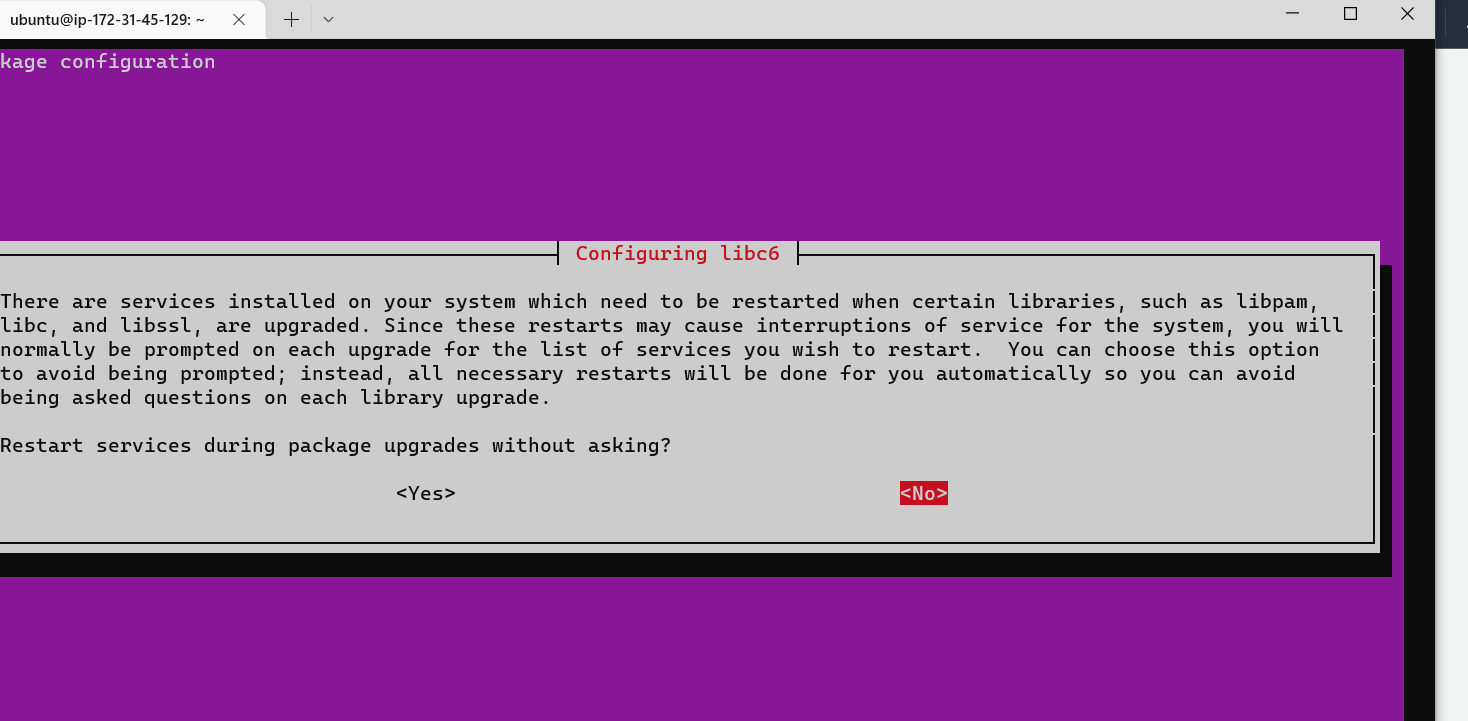 ubuntu@ip-172-31-45-129: ~
kage configuration
Configuring libc6
There are services installed on your system which need to be restarted when certain libraries, such as libpam,
libc, and libssl, are upgraded. Since these restarts may cause interruptions of service for the system, you will
normally be prompted on each upgrade for the list of services you wish to restart.  You can choose this option
to avoid being prompted; instead, all necessary restarts will be done for you automatically so you can avoid
being asked questions on each library upgrade.
Restart services during package upgrades without asking?
<Yes> <No>